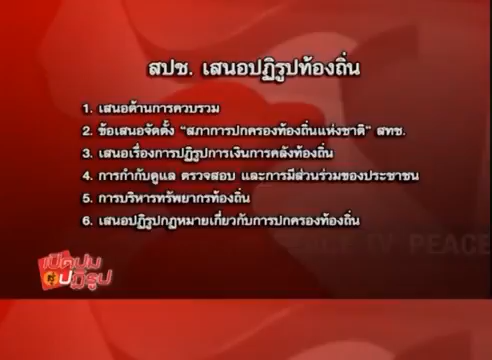 สปช. เสนอปฏิรูปท้องถิ่น
1. เสนอด้านการควบรวม
2. ข้อเสนอจัดตั้ง "สภาการปกครองท้องถิ่นแห่งชาติ" สทช.
3. เสนอเรื่องการปฏิรูปการเงินการคลังท้องถิ่น
4. การกำกับดูแล ตรวจสอบ และการมีส่วนร่วมของประชาชน
5. การบริหารทรัพยากรท้องถิ่น
6. เสนอปฏิรูปกฎหมายเกี่ยวกับการปกครองท้องถิ่น
TV PEACE
เปิดปม
สู่ปฏิรูป